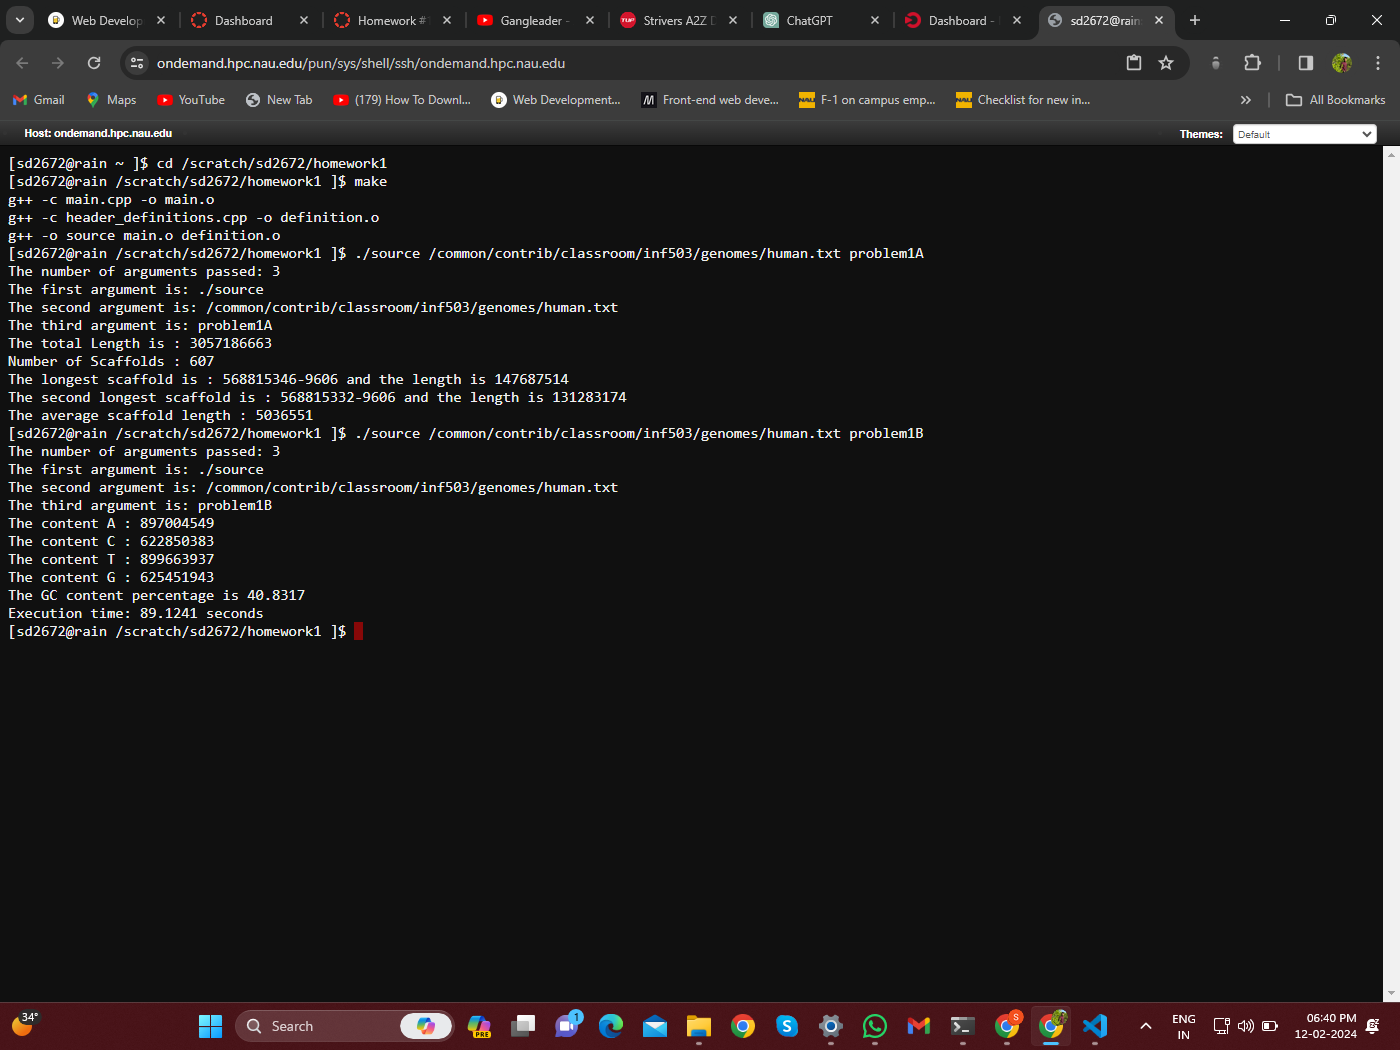 Web Develop
Dashboard
Homework #
Gangleader -
Strivers A2Z D
ChatGPT
Dashboard -
sd2672@rain
ondemand.hpc.nau.edu/pun/sys/shell/ssh/ondemand.hpc.nau.edu
Gmail
Maps
YouTube
New Tab
(179) How To Downl...
Web Development...
Front-end web deve...
F-1 on campus emp...
Checklist for new in...
All Bookmarks
Host: ondemand.hpc.nau.edu
Themes: Default
[sd2672@rain ~ ]$ cd /scratch/sd2672/homework1
[sd2672@rain /scratch/sd2672/homework1 ]$ make
g++ -c main.cpp -o main.o
g++ -c header_definitions.cpp -o definition.o
g++ -o source main.o definition.o
[sd2672@rain /scratch/sd2672/homework1 ]$ ./source /common/contrib/classroom/inf503/genomes/human.txt problem1A
The number of arguments passed: 3
The first argument is: ./source
The second argument is: /common/contrib/classroom/inf503/genomes/human.txt
The third argument is: problem1A
The total Length is : 3057186663
Number of Scaffolds : 607
The longest scaffold is : 568815346-9606 and the length is 147687514
The second longest scaffold is : 568815332-9606 and the length is 131283174
The average scaffold length : 5036551
[sd2672@rain /scratch/sd2672/homework1 ]$ ./source /common/contrib/classroom/inf503/genomes/human.txt problem1B
The number of arguments passed: 3
The first argument is: ./source
The second argument is: /common/contrib/classroom/inf503/genomes/human.txt
The third argument is: problem1B
The content A : 897004549
The content C : 622850383
The content T : 899663937
The content G : 625451943
The GC content percentage is 40.8317
Execution time: 89.1241 seconds
[sd2672@rain /scratch/sd2672/homework1 ]$
34°
Search
PRE
1
S
ENG
IN
06:40 PM
12-02-2024